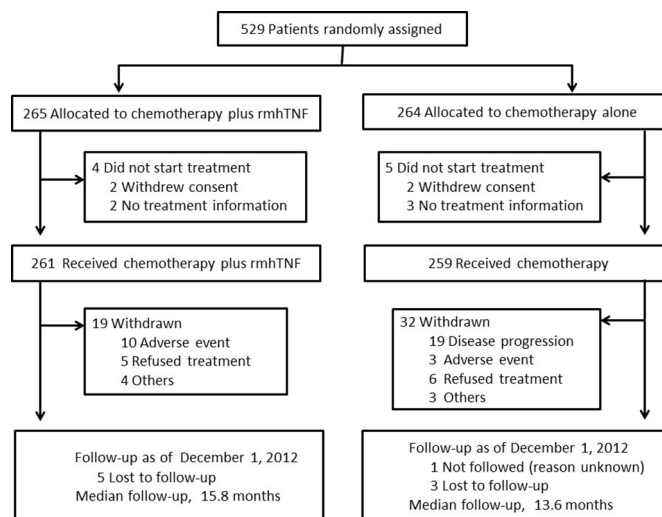 529 Patients randomly assigned
265 Allocated to chemotherapy plus rmhTNF
264 Allocated to chemotherapy alone
4 Did not start treatment
2 Withdrew consent
2 No treatment information
5 Did not start treatment
2 Withdrew consent
3 No treatment information
261 Received chemotherapy plus rmhTNF
259 Received chemotherapy
19 Withdrawn
10 Adverse event
5 Refused treatment
4 Others
32 Withdrawn
19 Disease progression
3 Adverse event
6 Refused treatment
3 Others
Follow-up as of December 1, 2012
5 Lost to follow-up
Median follow-up, 15.8 months
Follow-up as of December 1, 2012
1 Not followed (reason unknown)
3 Lost to follow-up
Median follow-up, 13.6 months